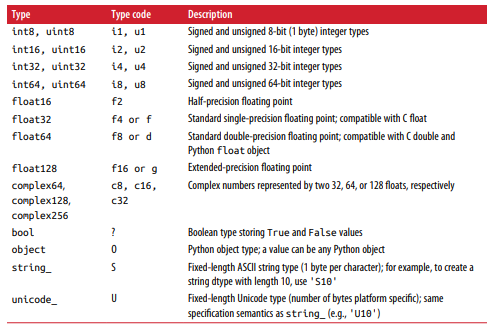 Type Type code Description
int8, uint8 i1, u1 Signed and unsigned 8-bit (1 byte) integer types
int16, uint16 i2, u2 Signed and unsigned 16-bit integer types
int32, uint32 i4, u4 Signed and unsigned 32-bit integer types
int64, uint64 i8, u8 Signed and unsigned 64-bit integer types
float16 f2 Half-precision floating point
float32 f4 or f Standard single-precision floating point; compatible with C float
float64 f8 or d Standard double-precision floating point; compatible with C double and
Python float object
float128 f16 or g Extended-precision floating point
complex64, c8, c16, Complex numbers represented by two 32, 64, or 128 floats, respectively
complex128, c32
complex256
bool ? Boolean type storing True and False values
object O Python object type; a value can be any Python object
string_ S Fixed-length ASCII string type (1 byte per character); for example, to create
a string dtype with length 10, use 'S10'
unicode_ U Fixed-length Unicode type (number of bytes platform specific); same
specification semantics as string_ (e.g., 'U10')